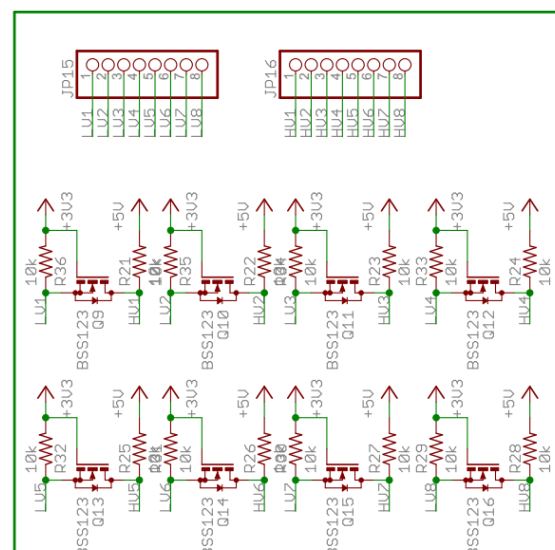 JP15
1 2 3 4 5 6 7 8
LV1 LV2 LV3 LV4 LV5 LV6 LV7 LV8
JP16
1 2 3 4 5 6 7 8
HV1 HV2 HV3 HV4 HV5 HV6 HV7 HV8
+3V3 +5V +3V3 +5V +3V3 +5V +3V3 +5V
10k R36 R21 10k R35 R22 R23 10k R33 R24 10k
LV1 BSS123 Q9 HV1 LV2 BSS123 Q10 HV2 LV3 BSS123 Q11 HV3 LV4 BSS123 Q12 HV4
+3V3 +5V +3V3 +5V +3V3 +5V +3V3 +5V
10k R32 R25 R26 R27 10k R29 10k R28 10k
LV5 BSS123 Q13 HV5 LV6 BSS123 Q14 HV6 LV7 BSS123 Q15 HV7 LV8 BSS123 Q16 HV8